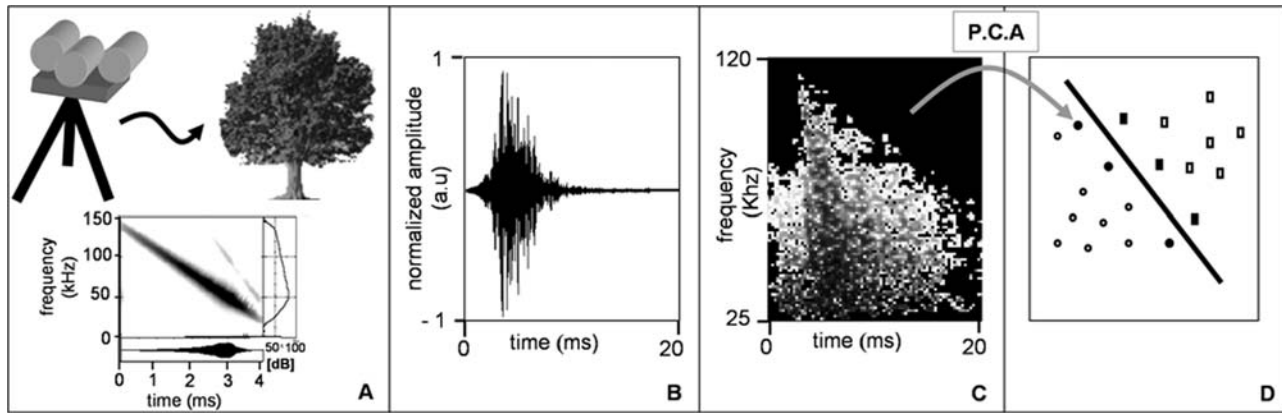 150
100
50
0
frequency
(kHz)
50 100
[dB]
0 1 2 3 4
time (ms)
A
1
normalized amplitude
(a.u)
- 1
0 20
time (ms)
B
120
frequency
(Khz)
25
0 20
time (ms)
C
P.C.A
D